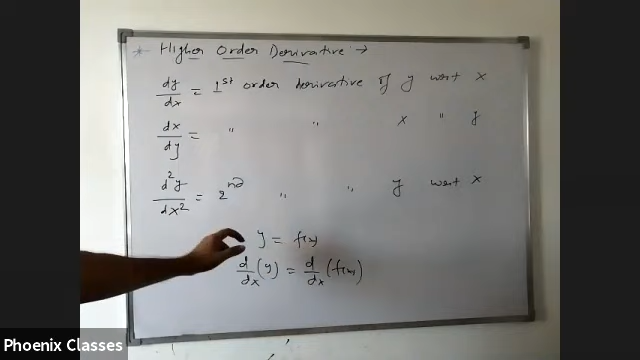 * Higher Order Derivative →
dy/dx = 1st order derivative of y wrt x
dx/dy = " " x " y
d²y/dx² = 2nd " " y wrt x
y = f(x)
d/dx (y) = d/dx (f(x))
Phoenix Classes